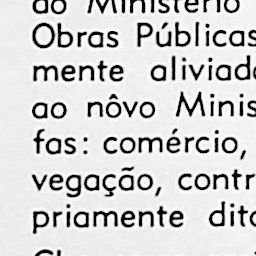 do Ministério
Obras Públicas
mente aliviad
ao nôvo Minis
fas: comércio,
vegação, contr
priamente dit